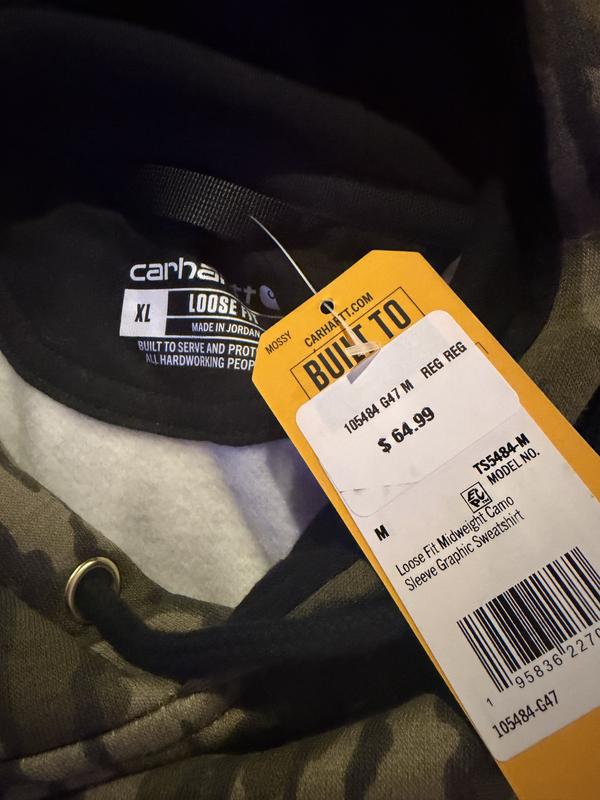 carhartt
XL LOOSE FIT
MADE IN JORDAN
BUILT TO SERVE AND
ALL HARDWORKING
MOSSY
CARHARTT.COM
BUILT TO
105484 G47 M REG REG
$ 64.99
TS5484-M
MODEL NO.
M
Loose Fit Midweight Camo
Sleeve Graphic Sweatshirt
1 95836 2270
105484-G47